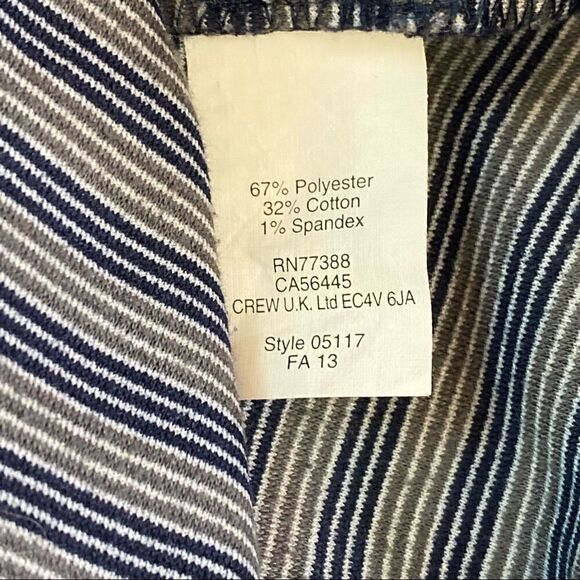 67% Polyester
32% Cotton
1% Spandex
RN77388
CA56445
CREW U.K. Ltd EC4V 6JA
Style 05117
FA 13